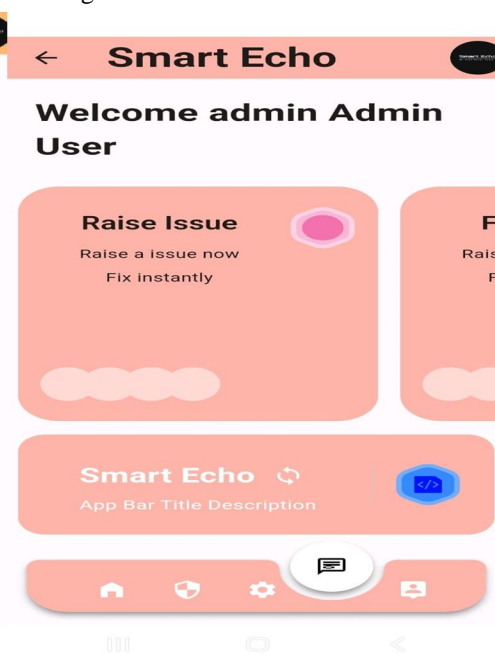 Smart Echo
Welcome admin Admin
User
Raise Issue
Raise a issue now
Fix instantly
Smart Echo
App Bar Title Description